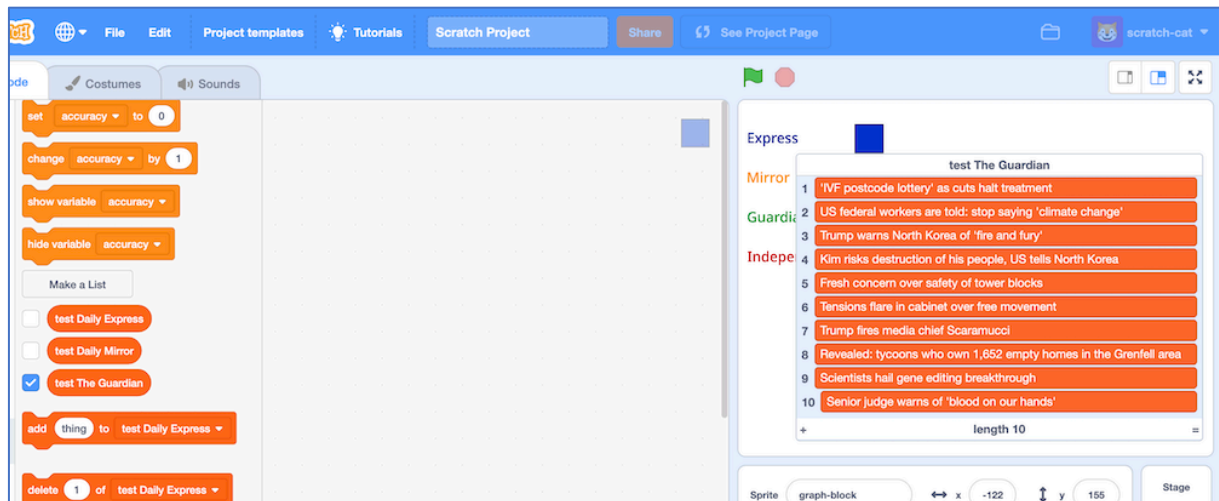 File Edit Project templates Tutorials Scratch Project Share See Project Page scratch-cat
Costumes Sounds
set accuracy to 0
change accuracy by 1
show variable accuracy
hide variable accuracy
Make a List
test Daily Express
test Daily Mirror
test The Guardian
add thing to test Daily Express
delete 1 of test Daily Express
Express
Mirror
test The Guardian
1 'IVF postcode lottery' as cuts halt treatment
2 US federal workers are told: stop saying 'climate change'
3 Trump warns North Korea of 'fire and fury'
4 Kim risks destruction of his people, US tells North Korea
5 Fresh concern over safety of tower blocks
6 Tensions flare in cabinet over free movement
7 Trump fires media chief Scaramucci
8 Revealed: tycoons who own 1,652 empty homes in the Grenfell area
9 Scientists hail gene editing breakthrough
10 Senior judge warns of 'blood on our hands'
+ length 10 =
Sprite graph-block x -122 y 155
Stage